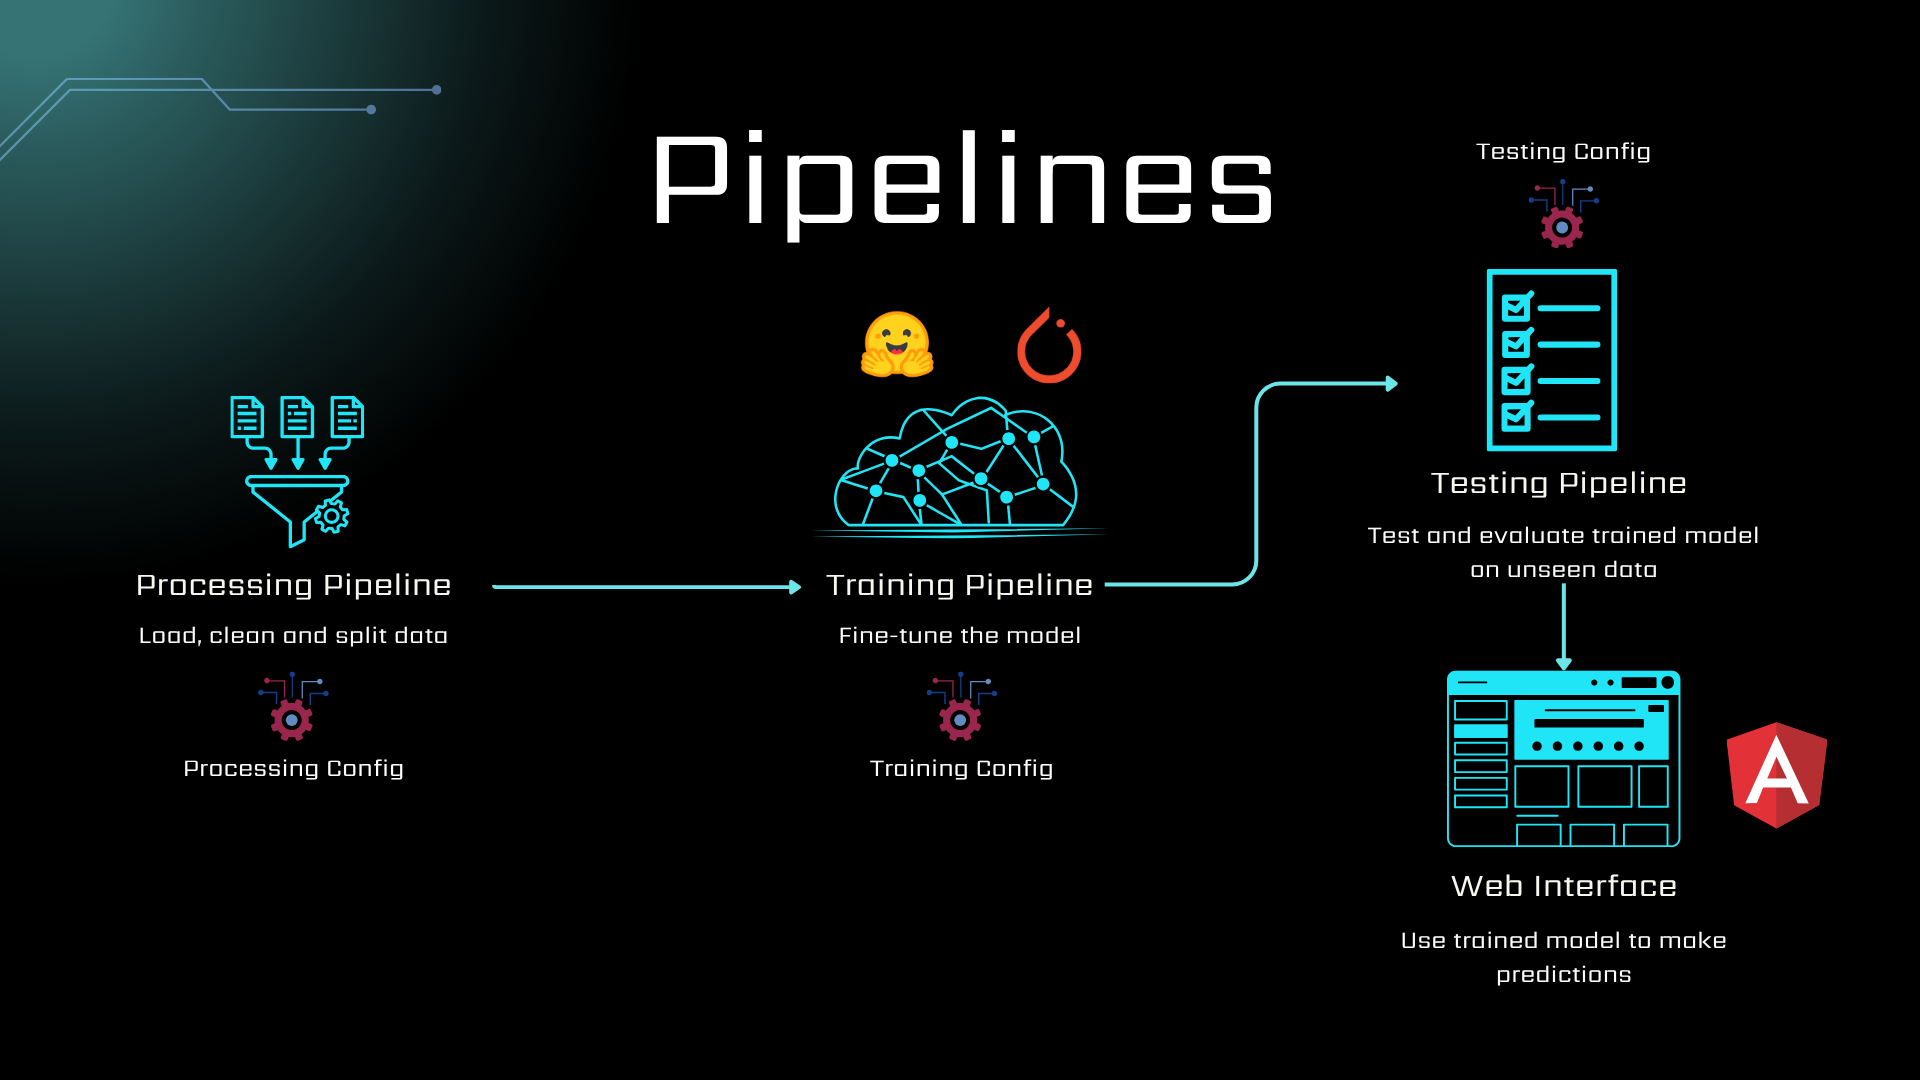 Pipelines
Processing Pipeline
Load, clean and split data
Processing Config
Training Pipeline
Fine-tune the model
Training Config
Testing Config
Testing Pipeline
Test and evaluate trained model
on unseen data
Web Interface
Use trained model to make
predictions